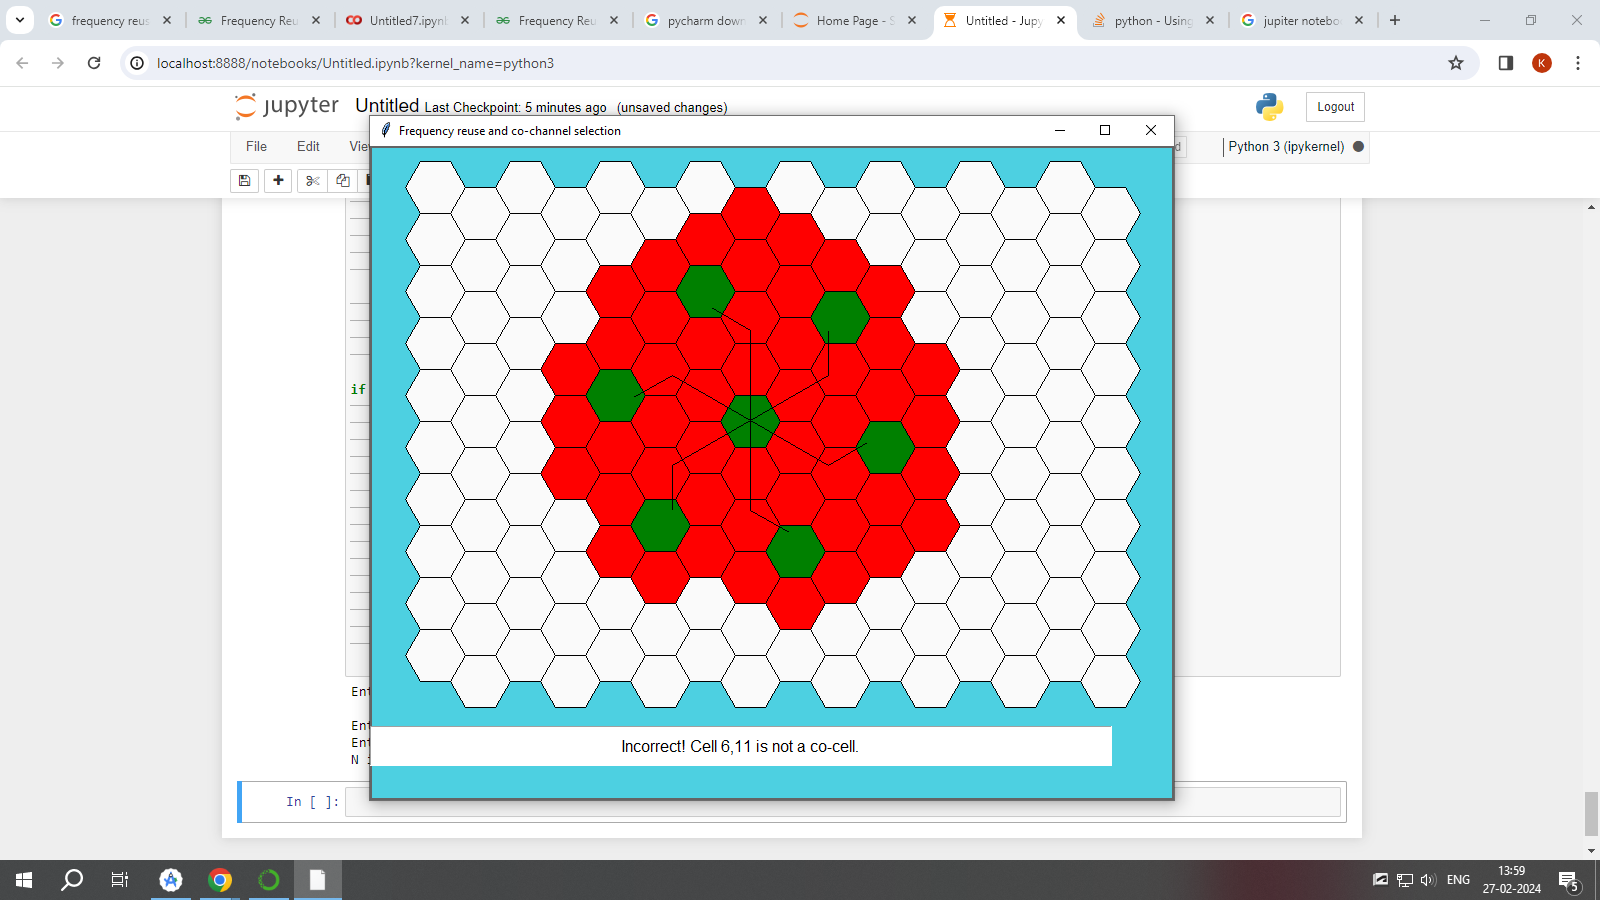 frequency reus
Frequency Reu
Untitled7.ipynb
Frequency Reu
pycharm down
Home Page - S
Untitled - Jupy
python - Using
jupiter notebo
localhost:8888/notebooks/Untitled.ipynb?kernel_name=python3
K
jupyter Untitled Last Checkpoint: 5 minutes ago (unsaved changes)
Logout
Frequency reuse and co-channel selection
File Edit Vie
d
Python 3 (ipykernel)
if
Ent
Ent
Ent
N i
Incorrect! Cell 6,11 is not a co-cell.
In [ ]:
ENG
13:59
27-02-2024
5